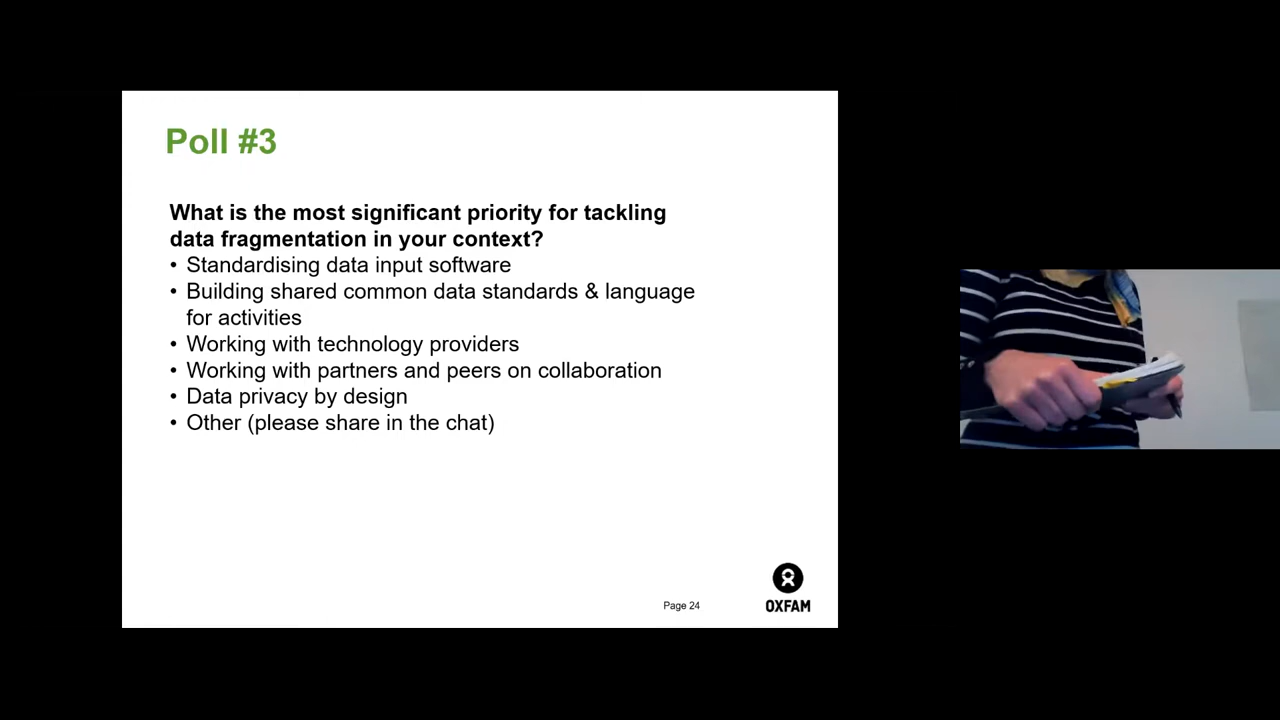 Poll #3
What is the most significant priority for tackling
data fragmentation in your context?
• Standardising data input software
• Building shared common data standards & language
for activities
• Working with technology providers
• Working with partners and peers on collaboration
• Data privacy by design
• Other (please share in the chat)
Page 24
OXFAM